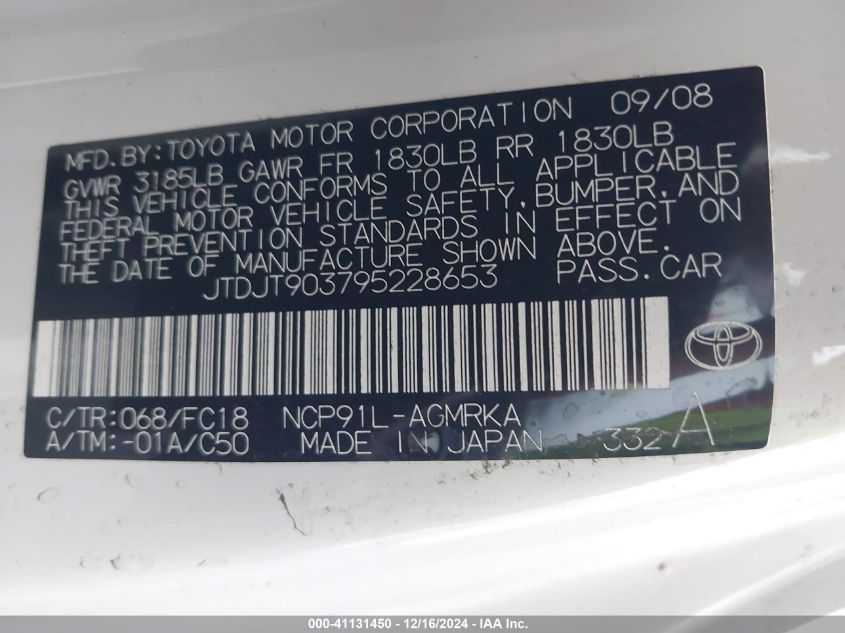 MFD.BY:TOYOTA MOTOR CORPORATION 09/08
GVWR 3185LB GAWR FR 1830LB RR 1830LB
THIS VEHICLE CONFORMS TO ALL APPLICABLE
FEDERAL MOTOR VEHICLE SAFETY,BUMPER,AND
THEFT PREVENTION STANDARDS IN EFFECT ON
THE DATE OF MANUFACTURE SHOWN ABOVE.
JTDJT903795228653 PASS.CAR
C/TR:068/FC18 NCP91L-AGMRKA
A/TM:-01A/C50 MADE IN JAPAN 332A
000-41131450 - 12/16/2024 - IAAI.COM INC.